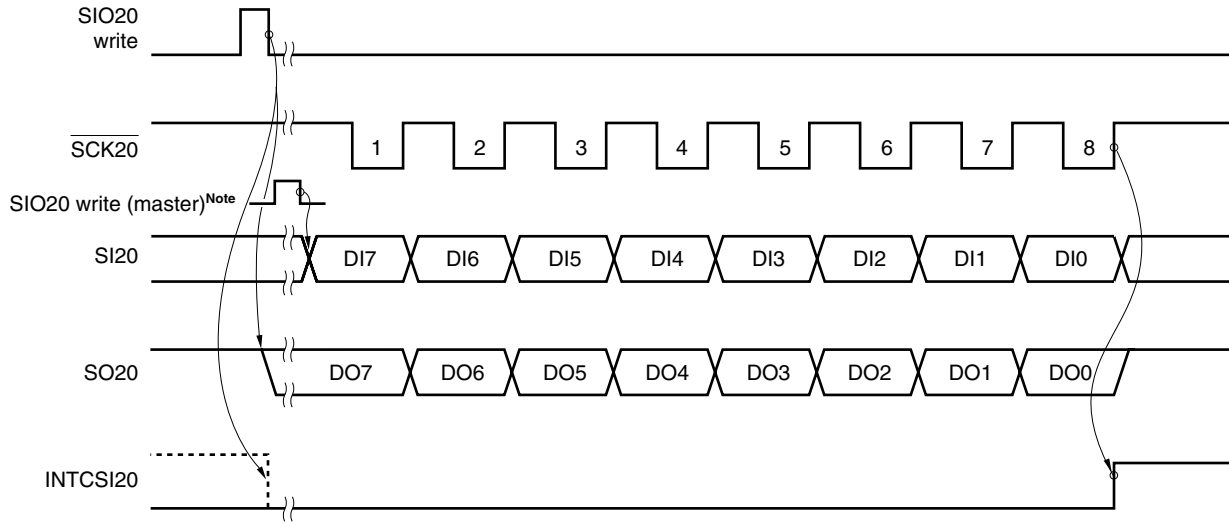 SIO20
write
SCK20
1 2 3 4 5 6 7 8
SIO20 write (master)Note
SI20
DI7 DI6 DI5 DI4 DI3 DI2 DI1 DI0
SO20
DO7 DO6 DO5 DO4 DO3 DO2 DO1 DO0
INTCSI20